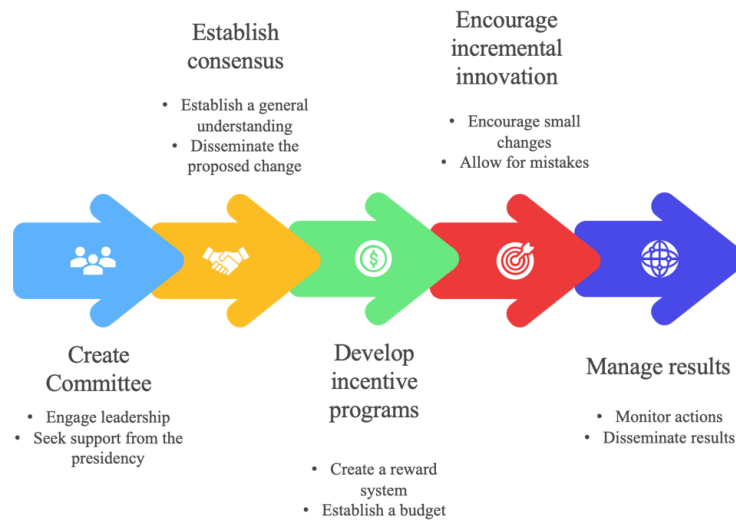 Establish
consensus
• Establish a general
understanding
• Disseminate the
proposed change
Encourage
incremental
innovation
• Encourage small
changes
• Allow for mistakes
$
Create
Committee
• Engage leadership
• Seek support from the
presidency
Develop
incentive
programs
• Create a reward
system
• Establish a budget
Manage results
• Monitor actions
• Disseminate results